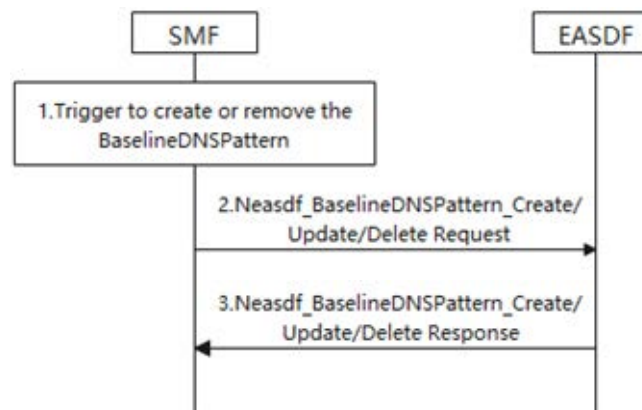 SMF
EASDF
1.Trigger to create or remove the
BaselineDNSPattern
2.Neasdf_BaselineDNSPattern_Create/
Update/Delete Request
3.Neasdf_BaselineDNSPattern_Create/
Update/Delete Response